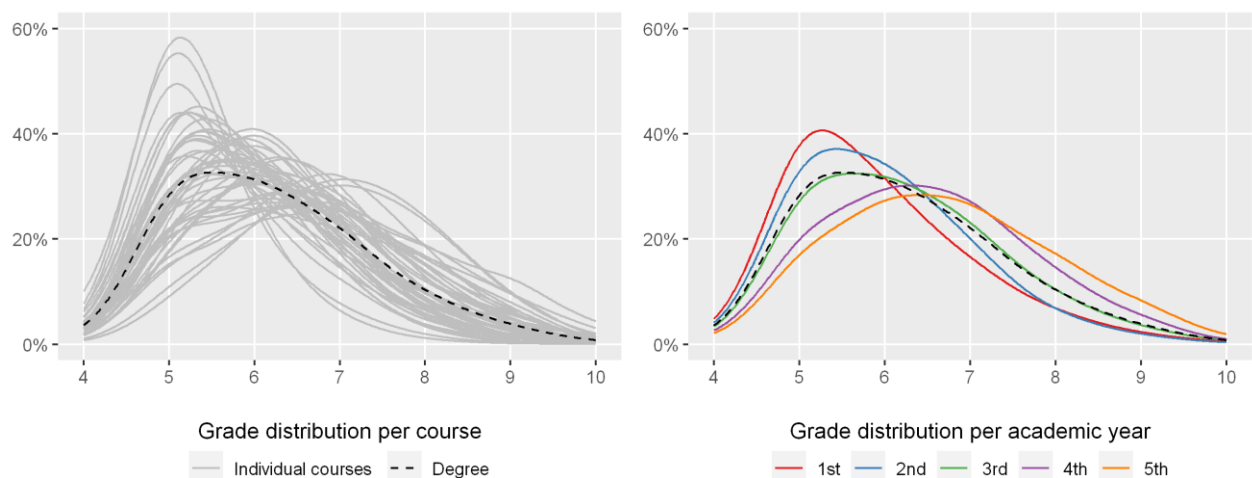 60%
40%
20%
0%
4 5 6 7 8 9 10
Grade distribution per course
Individual courses Degree
60%
40%
20%
0%
4 5 6 7 8 9 10
Grade distribution per academic year
1st 2nd 3rd 4th 5th